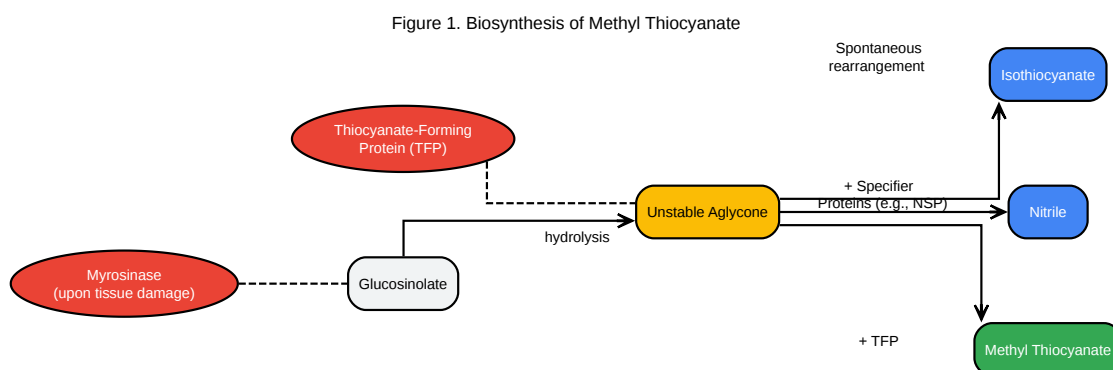 Figure 1. Biosynthesis of Methyl Thiocyanate
Spontaneous
rearrangement
Isothiocyanate
Thiocyanate-Forming
Protein (TFP)
+ Specifier
Proteins (e.g., NSP)
Unstable Aglycone
Nitrile
hydrolysis
Myrosinase
(upon tissue damage)
Glucosinolate
+ TFP
Methyl Thiocyanate